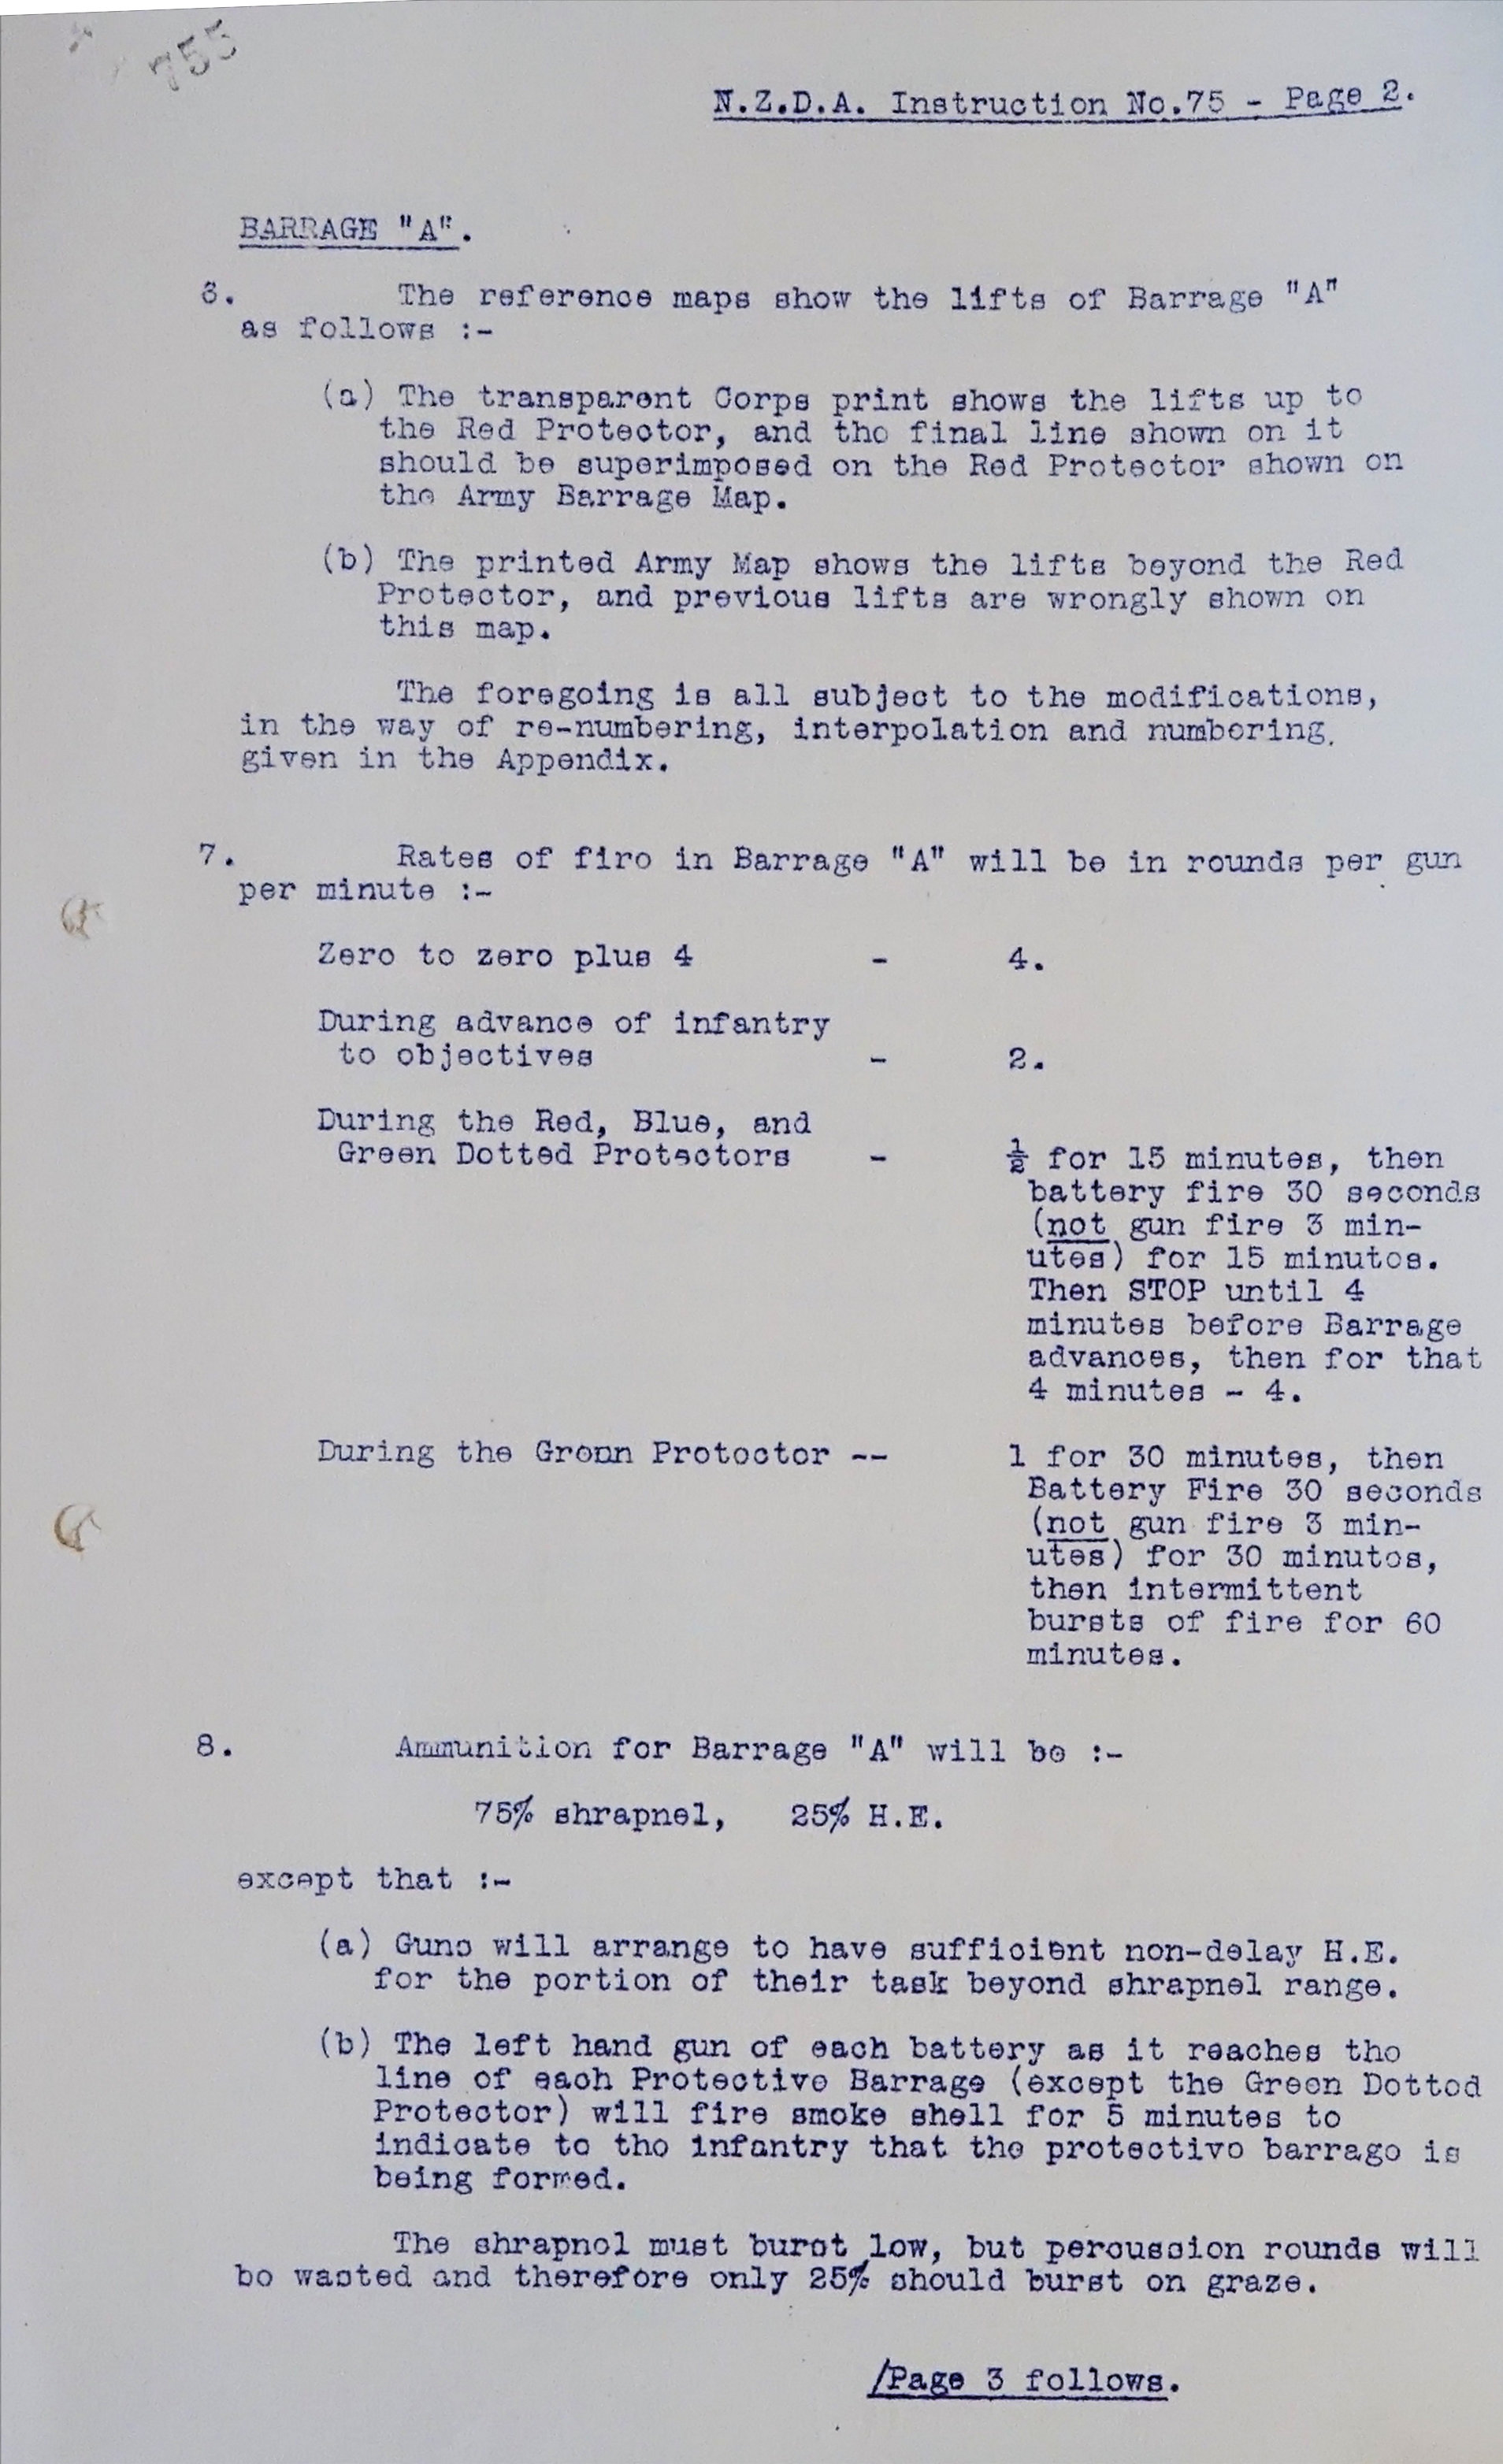 755
N.Z.D.A. Instruction No.75 - Page 2.
BARRAGE "A".
6. The reference maps show the lifts of Barrage "A"
as follows :-
(a) The transparent Corps print shows the lifts up to
the Red Protector, and the final line shown on it
should be superimposed on the Red Protector shown on
the Army Barrage Map.
(b) The printed Army Map shows the lifts beyond the Red
Protector, and previous lifts are wrongly shown on
this map.
The foregoing is all subject to the modifications,
in the way of re-numbering, interpolation and numbering,
given in the Appendix.
7. Rates of fire in Barrage "A" will be in rounds per gun
per minute :-
Zero to zero plus 4 - 4.
During advance of infantry
to objectives - 2.
During the Red, Blue, and
Green Dotted Protectors - ½ for 15 minutes, then
battery fire 30 seconds
(not gun fire 3 min-
utes) for 15 minutes.
Then STOP until 4
minutes before Barrage
advances, then for that
4 minutes - 4.
During the Green Protector -- 1 for 30 minutes, then
Battery Fire 30 seconds
(not gun fire 3 min-
utes) for 30 minutes,
then intermittent
bursts of fire for 60
minutes.
8. Ammunition for Barrage "A" will be :-
75% shrapnel, 25% H.E.
except that :-
(a) Guns will arrange to have sufficient non-delay H.E.
for the portion of their task beyond shrapnel range.
(b) The left hand gun of each battery as it reaches the
line of each Protective Barrage (except the Green Dotted
Protector) will fire smoke shell for 5 minutes to
indicate to the infantry that the protective barrage is
being formed.
The shrapnel must burst low, but percussion rounds will
be wasted and therefore only 25% should burst on graze.
/Page 3 follows.